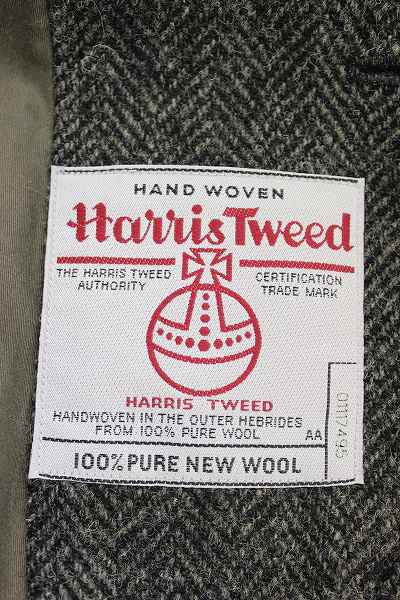 HAND WOVEN
Harris Tweed
THE HARRIS TWEED
AUTHORITY
CERTIFICATION
TRADE MARK
HARRIS TWEED
HANDWOVEN IN THE OUTER HEBRIDES
FROM 100% PURE WOOL
AA
0117495
100% PURE NEW WOOL